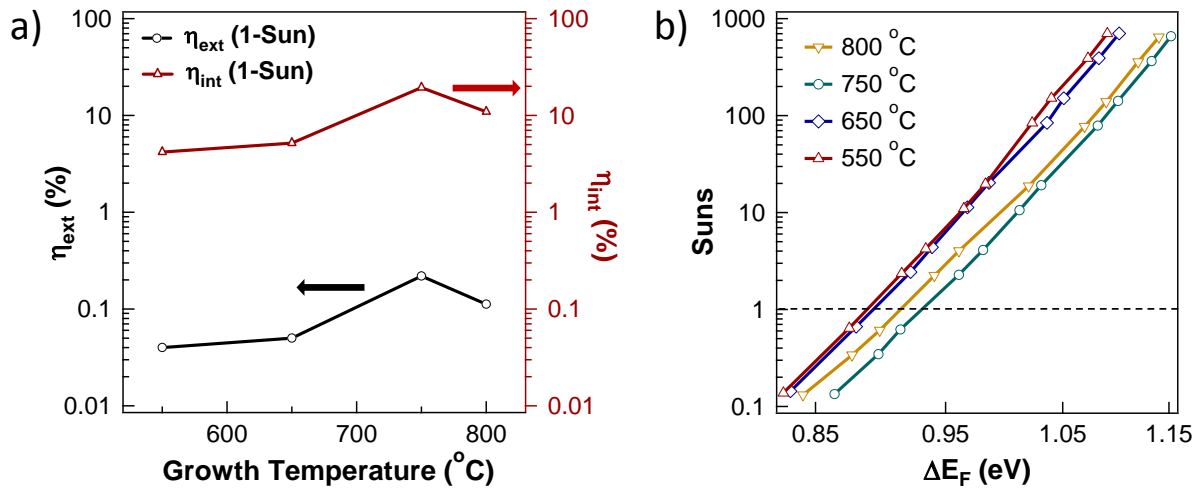 a)
η_ext (1-Sun)
η_int (1-Sun)
100
10
1
0.1
0.01
η_ext (%)
100
10
1
0.1
0.01
η_int (%)
600
700
800
Growth Temperature (°C)
b)
800 °C
750 °C
650 °C
550 °C
1000
100
10
1
0.1
Suns
0.85
0.95
1.05
1.15
ΔE_F (eV)